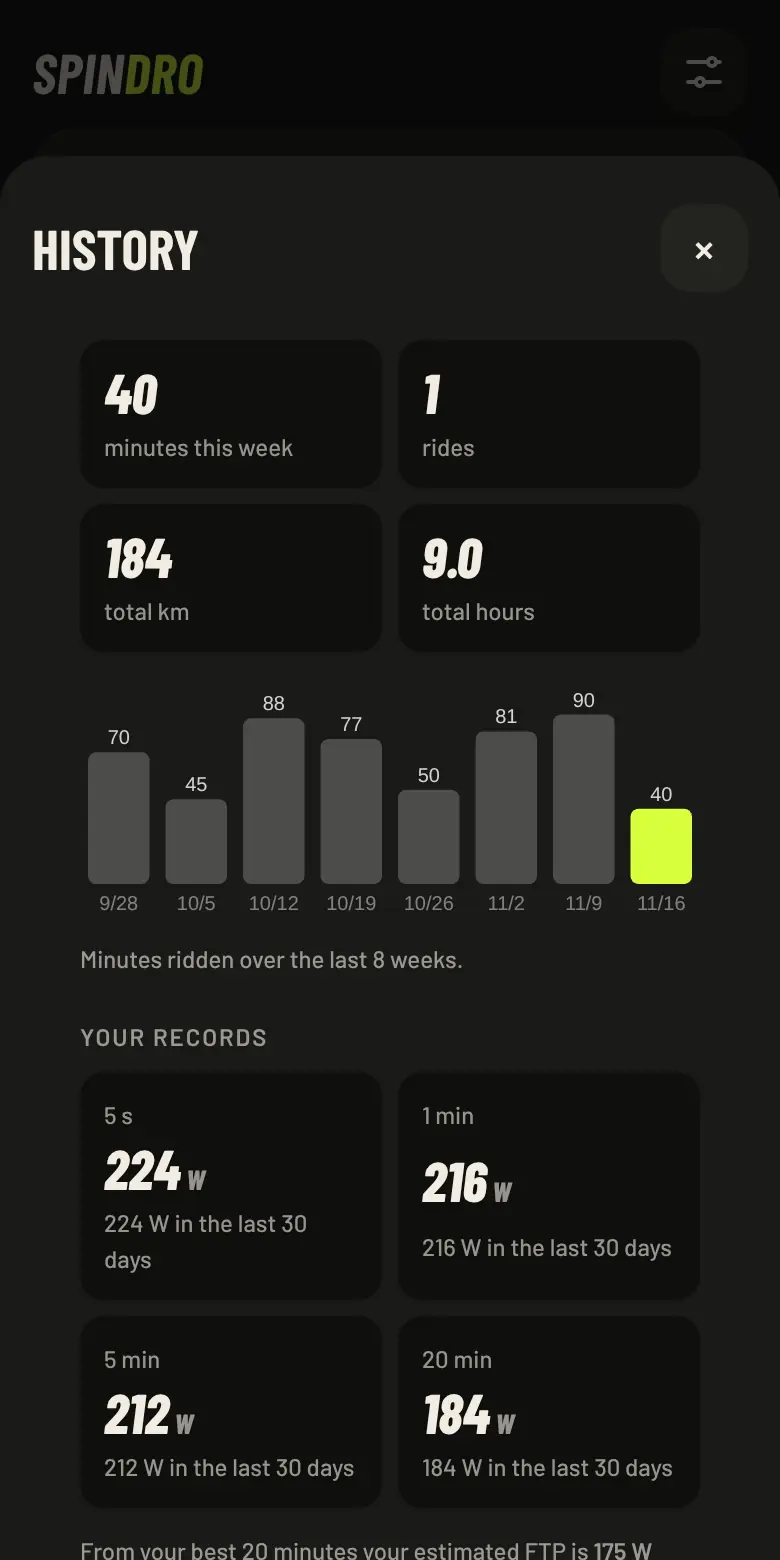 SPINDRO
HISTORY
×
40
minutes this week
1
rides
184
total km
9.0
total hours
70
45
88
77
50
81
90
40
9/28
10/5
10/12
10/19
10/26
11/2
11/9
11/16
Minutes ridden over the last 8 weeks.
YOUR RECORDS
5 s
224 W
224 W in the last 30
days
1 min
216 W
216 W in the last 30 days
5 min
212 W
212 W in the last 30 days
20 min
184 W
184 W in the last 30 days
From your best 20 minutes your estimated FTP is 175 W